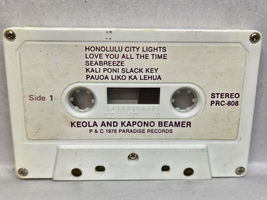 HONOLULU CITY LIGHTS
LOVE YOU ALL THE TIME
SEABREEZE
KALI PONI SLACK KEY
PAUOA LIKO KA LEHUA
Side 1
STEREO
PRC-808
KEOLA AND KAPONO BEAMER
P & C 1978 PARADISE RECORDS